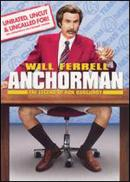 UNRATED, UNCUT
& UNCALLED FOR!
WILL FERRELL
ANCHORMAN
THE LEGEND OF RON BURGUNDY